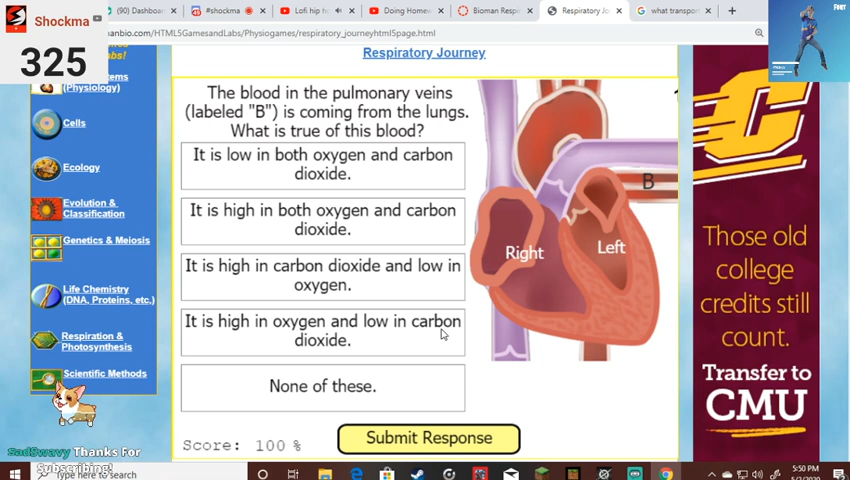 Shockma
325
(90) Dashboard
#shockma
Lofi hip h
Doing Homew
Bioman Respi
Respiratory Jou
what transport
manbio.com/HTML5GamesandLabs/Physiogames/respiratory_journeyhtml5page.html
(Physiology)
Cells
Ecology
Evolution &
Classification
Genetics & Meiosis
Life Chemistry
(DNA, Proteins, etc.)
Respiration &
Photosynthesis
Scientific Methods
SadSwavy Thanks For
Subscribing!
Respiratory Journey
The blood in the pulmonary veins
(labeled "B") is coming from the lungs.
What is true of this blood?
It is low in both oxygen and carbon
dioxide.
It is high in both oxygen and carbon
dioxide.
It is high in carbon dioxide and low in
oxygen.
It is high in oxygen and low in carbon
dioxide.
None of these.
Score: 100 %
Submit Response
B
Right
Left
Those old
college
credits still
count.
Transfer to
CMU
Type here to search
5:50 PM